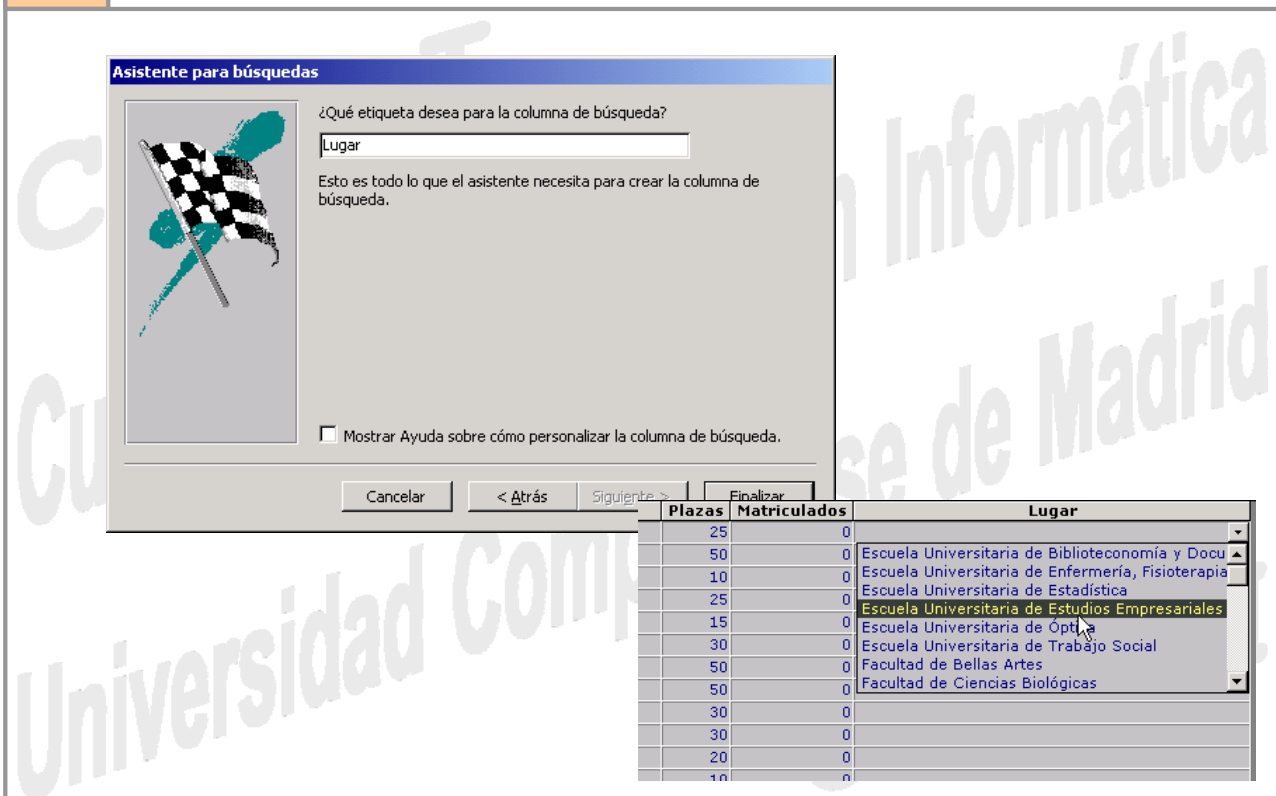 Asistente para búsquedas
¿Qué etiqueta desea para la columna de búsqueda?
Lugar
Esto es todo lo que el asistente necesita para crear la columna de
búsqueda.
Mostrar Ayuda sobre cómo personalizar la columna de búsqueda.
Cancelar
< Atrás
Siguiente >
Finalizar
Plazas Matriculados Lugar
25 0
50 0 Escuela Universitaria de Biblioteconomía y Docu
10 0 Escuela Universitaria de Enfermería, Fisioterapia
25 0 Escuela Universitaria de Estadística
Escuela Universitaria de Estudios Empresariales
15 0 Escuela Universitaria de Óptica
30 0 Escuela Universitaria de Trabajo Social
50 0 Facultad de Bellas Artes
50 0 Facultad de Ciencias Biológicas
30 0
30 0
20 0
10 0
Informática
de Madrid
Universidad